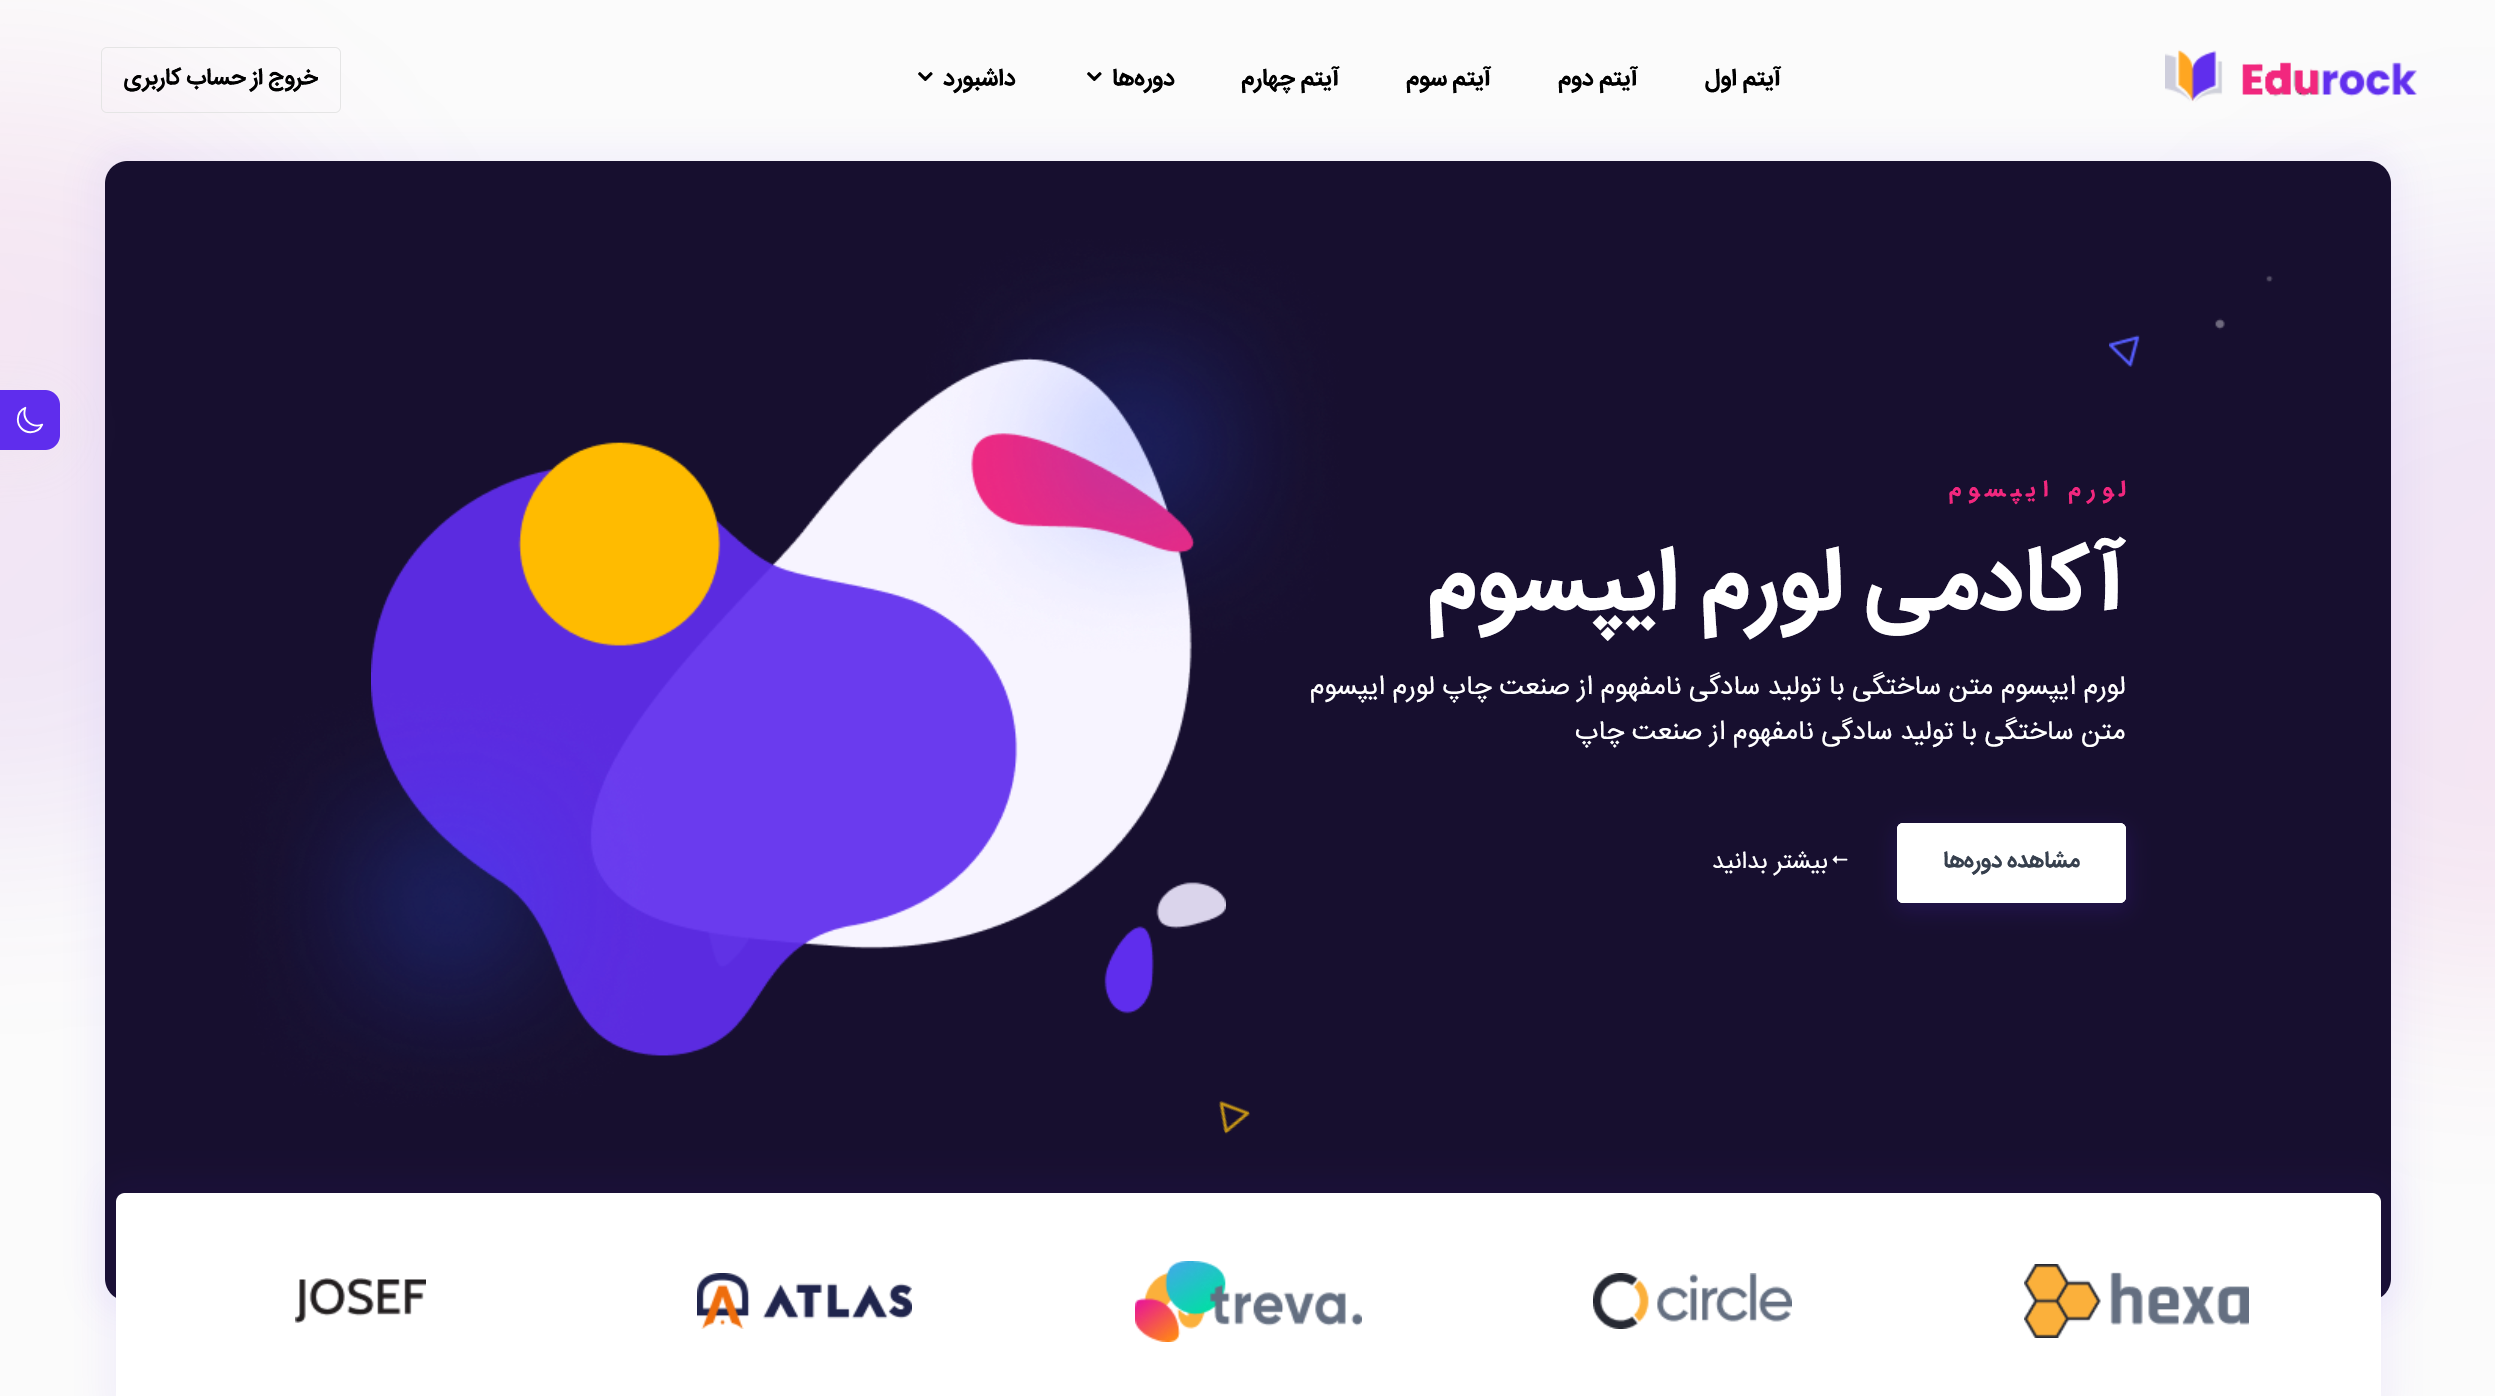 Edurock
آیتم اول
آیتم دوم
آیتم سوم
آیتم چهارم
دوره‌ها
داشبورد
خروج از حساب کاربری
لورم ایپسوم
آکادمی لورم ایپسوم
لورم ایپسوم متن ساختگی با تولید سادگی نامفهوم از صنعت چاپ لورم ایپسوم
متن ساختگی با تولید سادگی نامفهوم از صنعت چاپ
مشاهده دوره‌ها
←بیشتر بدانید
hexa
circle
treva.
ATLAS
JOSEF